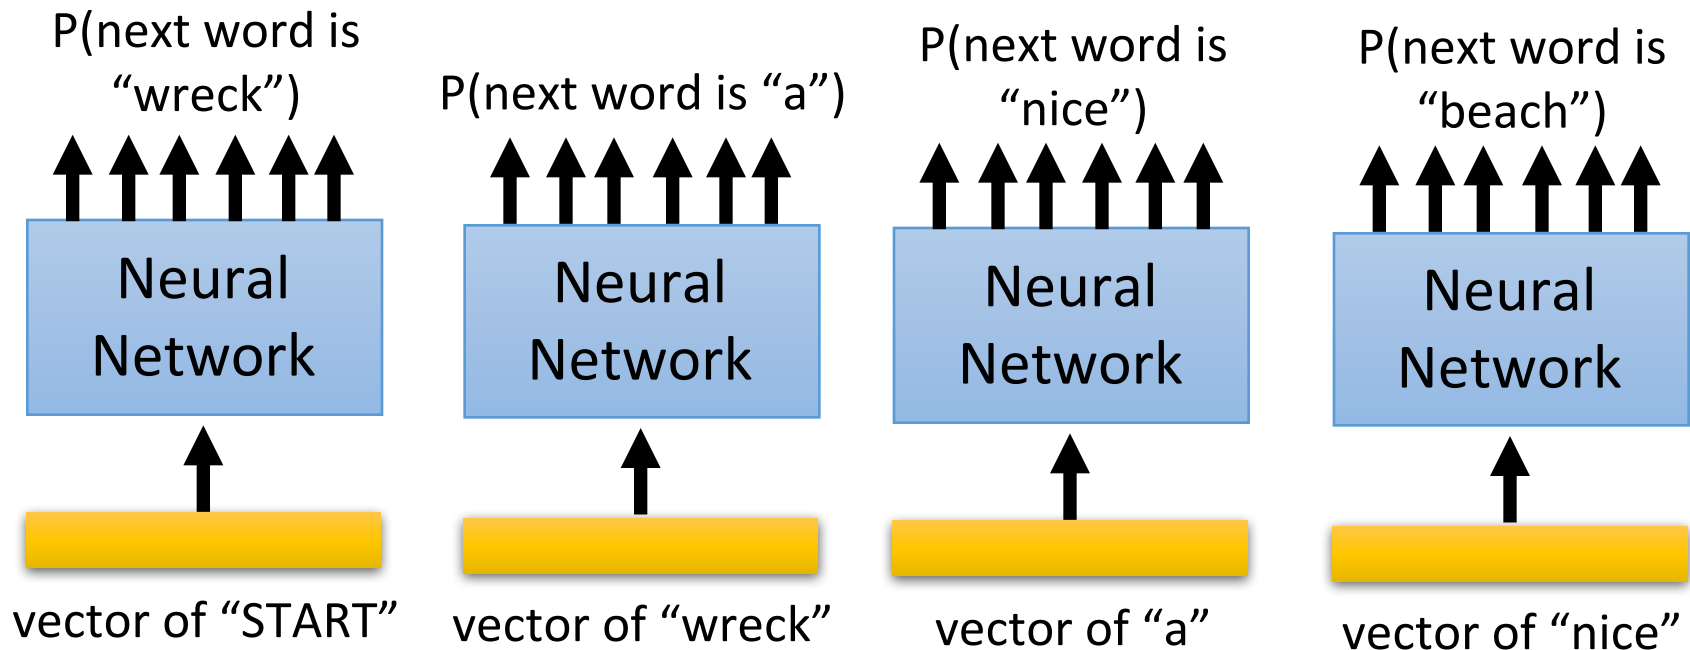 P(next word is
“wreck”)
Neural
Network
vector of “START”
P(next word is “a”)
Neural
Network
vector of “wreck”
P(next word is
“nice”)
Neural
Network
vector of “a”
P(next word is
“beach”)
Neural
Network
vector of “nice”